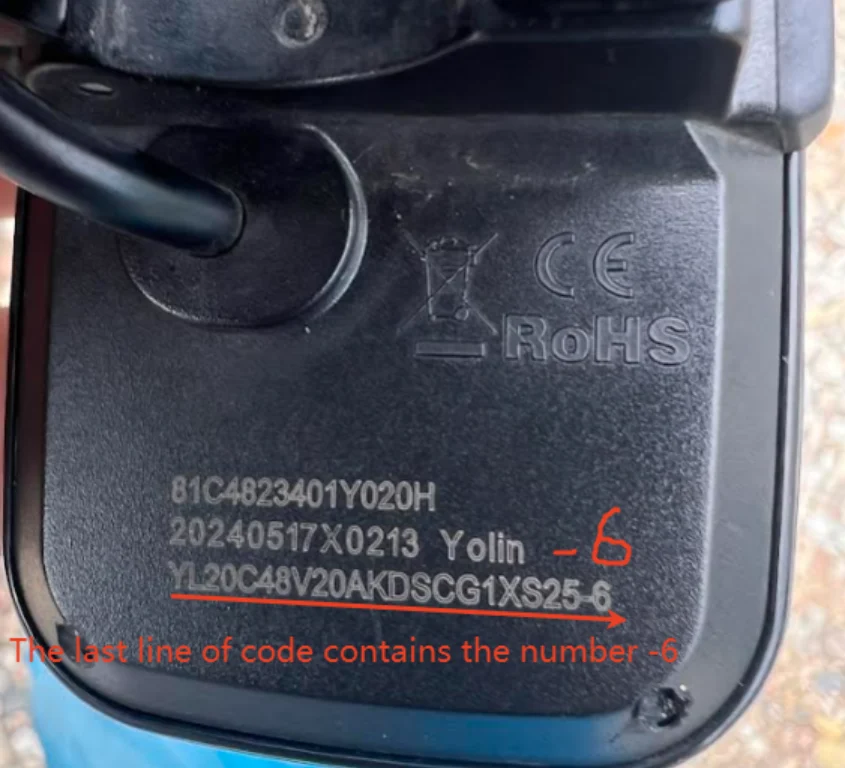 CE
RoHS
81C4823401Y020H
20240517X0213 Yolin
-6
YL20C48V20AKDSCG1XS25-6
The last line of code contains the number -6